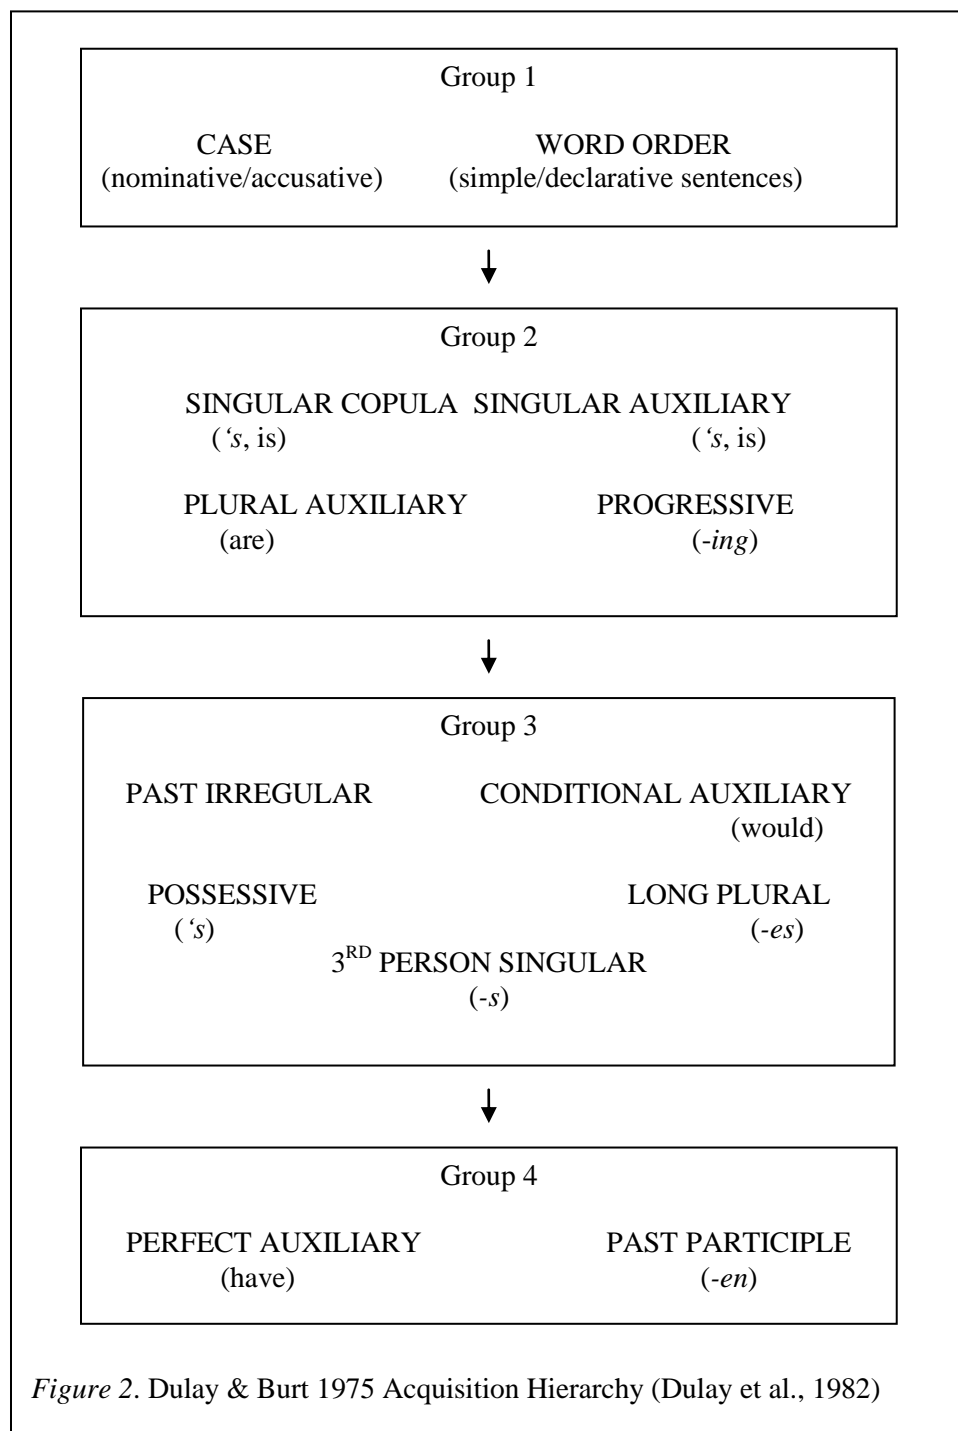 Group 1
CASE WORD ORDER
(nominative/accusative) (simple/declarative sentences)
Group 2
SINGULAR COPULA SINGULAR AUXILIARY
(‘s, is) (‘s, is)
PLURAL AUXILIARY PROGRESSIVE
(are) (-ing)
Group 3
PAST IRREGULAR CONDITIONAL AUXILIARY
(would)
POSSESSIVE LONG PLURAL
(‘s) (-es)
3RD PERSON SINGULAR
(-s)
Group 4
PERFECT AUXILIARY PAST PARTICIPLE
(have) (-en)
Figure 2. Dulay & Burt 1975 Acquisition Hierarchy (Dulay et al., 1982)